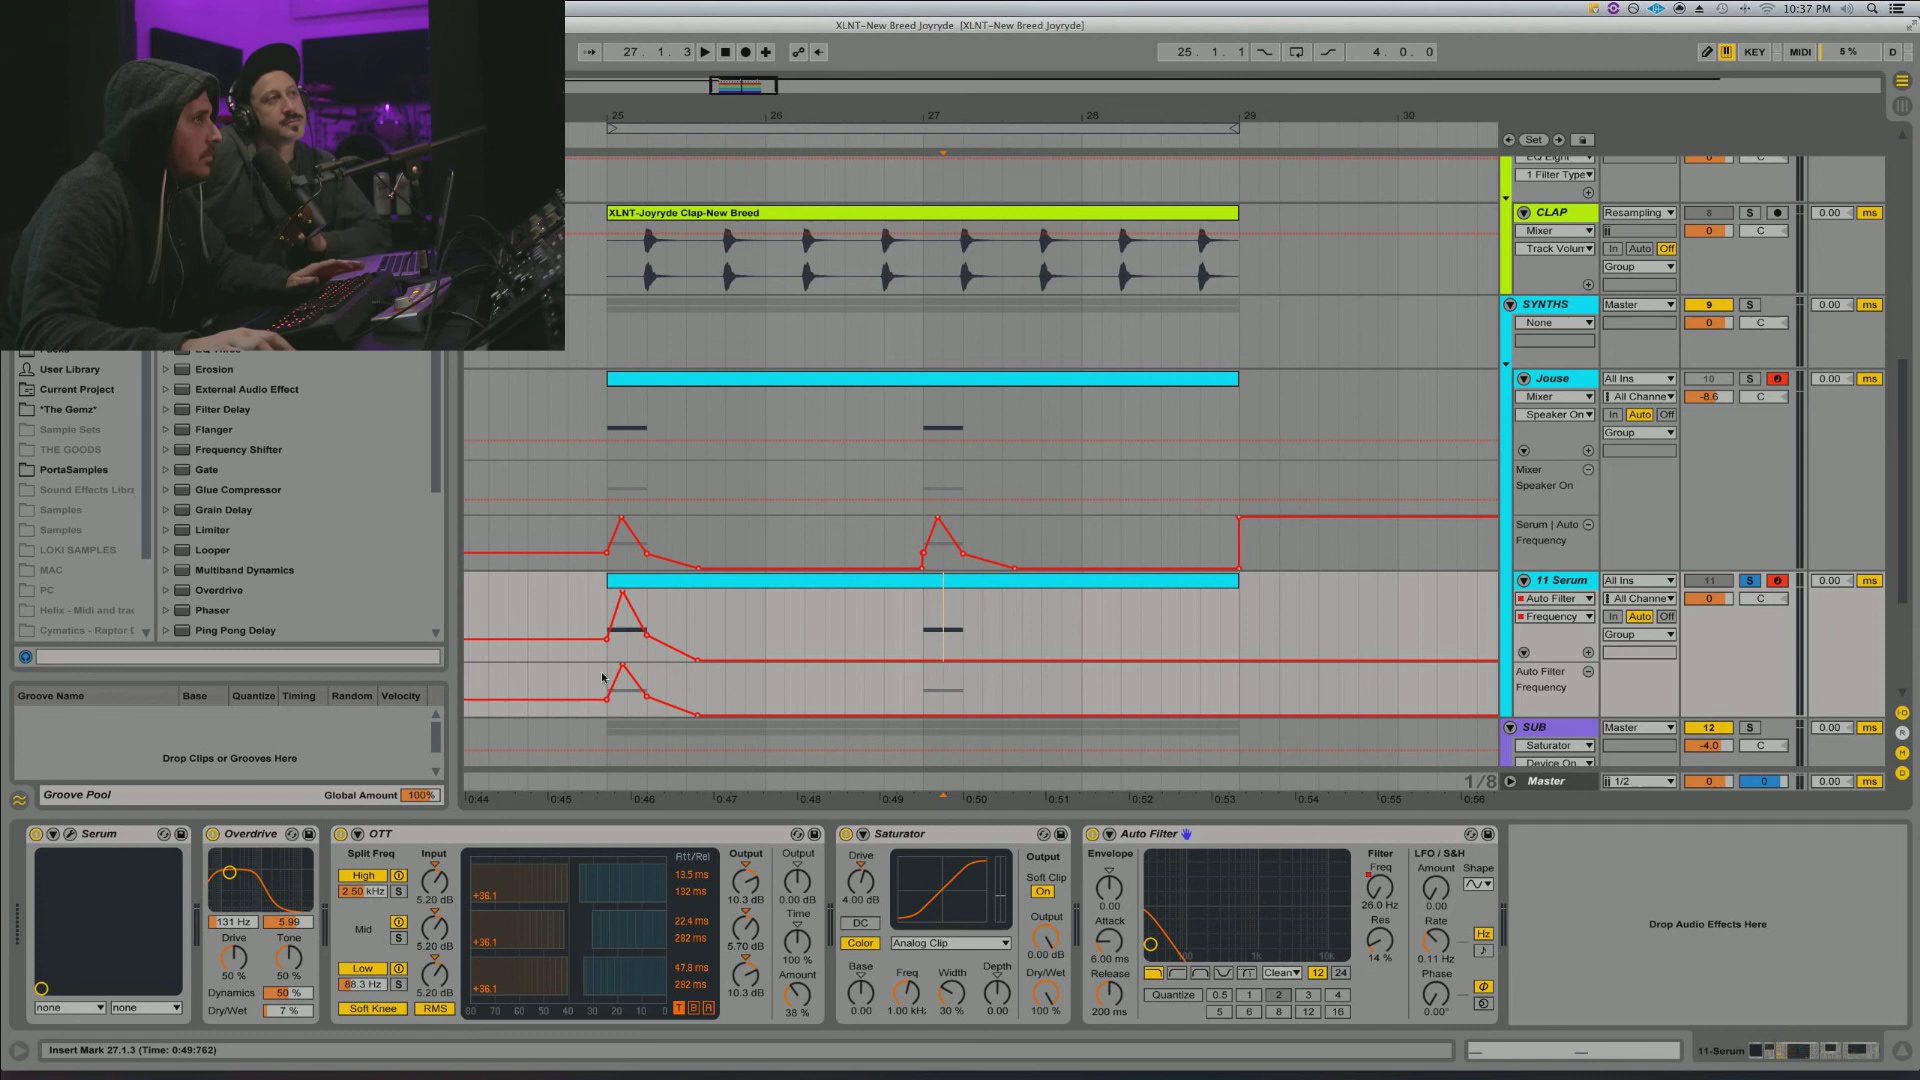 10:37 PM
XLNT-New Breed Joyryde [XLNT-New Breed Joyryde]
27. 1. 3
25. 1. 1
4. 0. 0
KEY
MIDI
5 %
D
25
26
27
28
29
30
Set
EQ Eight
0
C
1 Filter Type
XLNT-Joyryde Clap-New Breed
CLAP
Resampling
8
S
0.00
ms
Mixer
0
C
Track Volun
In
Auto
Off
Group
SYNTHS
Master
9
S
0.00
ms
None
0
C
Jouse
All Ins
10
S
0.00
ms
Mixer
All Channe
-8.6
C
Speaker On
In
Auto
Off
Group
Mixer
Speaker On
Serum | Auto
Frequency
11 Serum
All Ins
11
S
0.00
ms
Auto Filter
All Channe
0
C
Frequency
In
Auto
Off
Group
Auto Filter
Frequency
SUB
Master
12
S
0.00
ms
Saturator
-4.0
C
Device On
1/8
Master
1/2
0
0
0.00
ms
0:44
0:45
0:46
0:47
0:48
0:49
0:50
0:51
0:52
0:53
0:54
0:55
0:56
Packs
User Library
Current Project
*The Gemz*
Sample Sets
THE GOODS
PortaSamples
Sound Effects Libra
Samples
Samples
LOKI SAMPLES
MAC
PC
Helix - Midi and trac
Cymatics - Raptor D
EQ Three
Erosion
External Audio Effect
Filter Delay
Flanger
Frequency Shifter
Gate
Glue Compressor
Grain Delay
Limiter
Looper
Multiband Dynamics
Overdrive
Phaser
Ping Pong Delay
Groove Name
Base
Quantize
Timing
Random
Velocity
Drop Clips or Grooves Here
Groove Pool
Global Amount
100%
Serum
none
none
Overdrive
131 Hz
5.99
Drive
Tone
50 %
50 %
Dynamics
50 %
Dry/Wet
7 %
OTT
Split Freq
Input
High
2.50 kHz
S
5.20 dB
Mid
S
5.20 dB
Low
88.3 Hz
S
5.20 dB
Soft Knee
RMS
+36.1
+36.1
+36.1
80 70 60 50 40 30 20 10 0
Att/Rel
13.5 ms
132 ms
22.4 ms
282 ms
47.8 ms
282 ms
T
B
A
Output
10.3 dB
5.70 dB
10.3 dB
Output
0.00 dB
Time
100 %
Amount
38 %
Saturator
Drive
4.00 dB
DC
Color
Analog Clip
Output
Soft Clip
On
Output
0.00 dB
Base
Freq
Width
Depth
Dry/Wet
0.00
1.00 kHz
30 %
0.00
100 %
Auto Filter
Envelope
0.00
Attack
6.00 ms
Release
200 ms
100
1K
10K
Clean
12
24
Quantize
0.5
1
2
3
4
5
6
8
12
16
Filter
Freq
26.0 Hz
Res
14 %
LFO / S&H
Amount
Shape
0.00
Rate
Hz
0.11 Hz
Phase
0.00°
Drop Audio Effects Here
Insert Mark 27.1.3 (Time: 0:49:762)
11-Serum